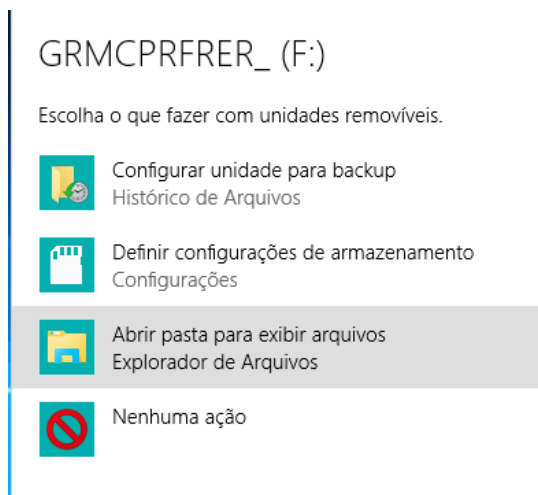 GRMCPRFRER_ (F:)
Escolha o que fazer com unidades removíveis.
Configurar unidade para backup
Histórico de Arquivos
Definir configurações de armazenamento
Configurações
Abrir pasta para exibir arquivos
Explorador de Arquivos
Nenhuma ação